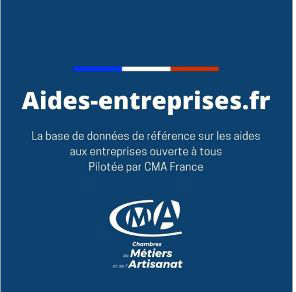 Aides-entreprises.fr
La base de données de référence sur les aides
aux entreprises ouverte à tous
Pilotée par CMA France
CMA
Chambres
de Métiers
et de l'Artisanat